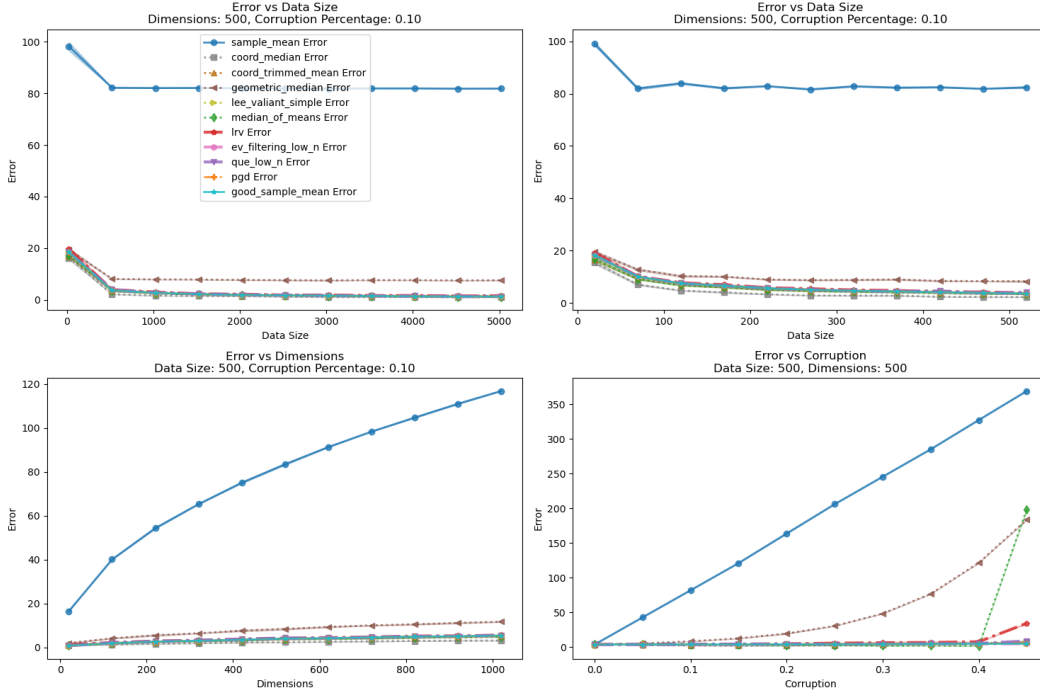 Error vs Data Size
Dimensions: 500, Corruption Percentage: 0.10
100
80
60
40
20
0
Error
sample_mean Error
coord_median Error
coord_trimmed_mean Error
geometric_median Error
lee_valiant_simple Error
median_of_means Error
lrv Error
ev_filtering_low_n Error
que_low_n Error
pgd Error
good_sample_mean Error
0 1000 2000 3000 4000 5000
Data Size
Error vs Data Size
Dimensions: 500, Corruption Percentage: 0.10
100
80
60
40
20
0
Error
0 100 200 300 400 500
Data Size
Error vs Dimensions
Data Size: 500, Corruption Percentage: 0.10
120
100
80
60
40
20
0
Error
0 200 400 600 800 1000
Dimensions
Error vs Corruption
Data Size: 500, Dimensions: 500
350
300
250
200
150
100
50
0
Error
0.0 0.1 0.2 0.3 0.4
Corruption